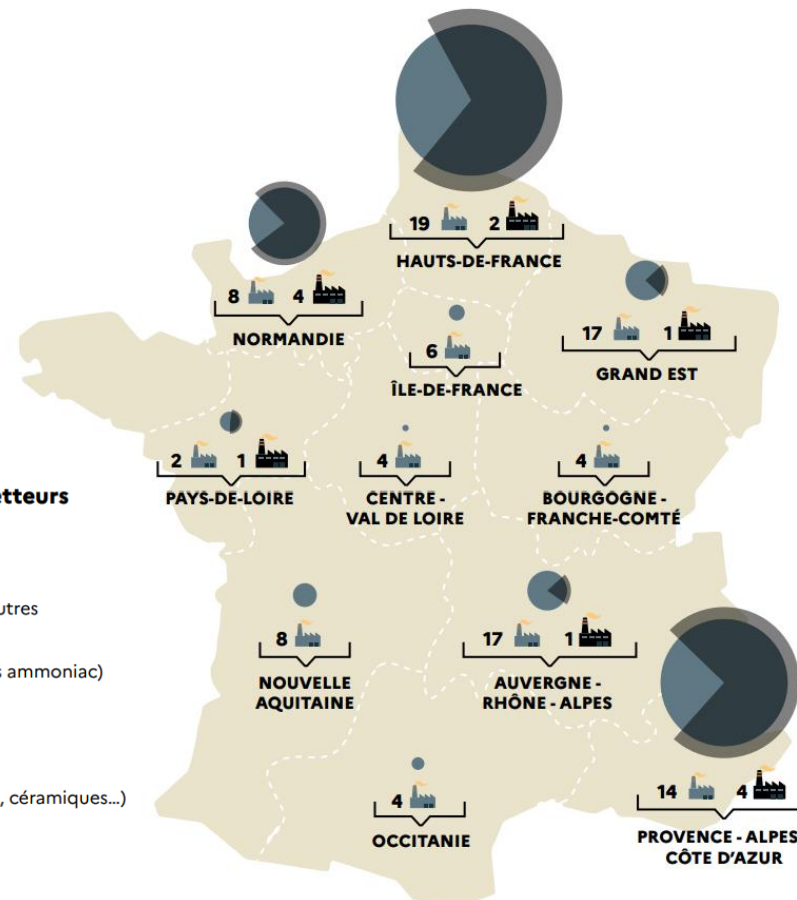 19 2
HAUTS-DE-FRANCE
8 4
NORMANDIE
6
ÎLE-DE-FRANCE
17 1
GRAND EST
2 1
PAYS-DE-LOIRE
4
CENTRE -
VAL DE LOIRE
4
BOURGOGNE -
FRANCHE-COMTÉ
8
NOUVELLE
AQUITAINE
17 1
AUVERGNE -
RHÔNE - ALPES
4
OCCITANIE
14 4
PROVENCE - ALPES
CÔTE D'AZUR
etteurs
utres
s ammoniac)
, céramiques...)